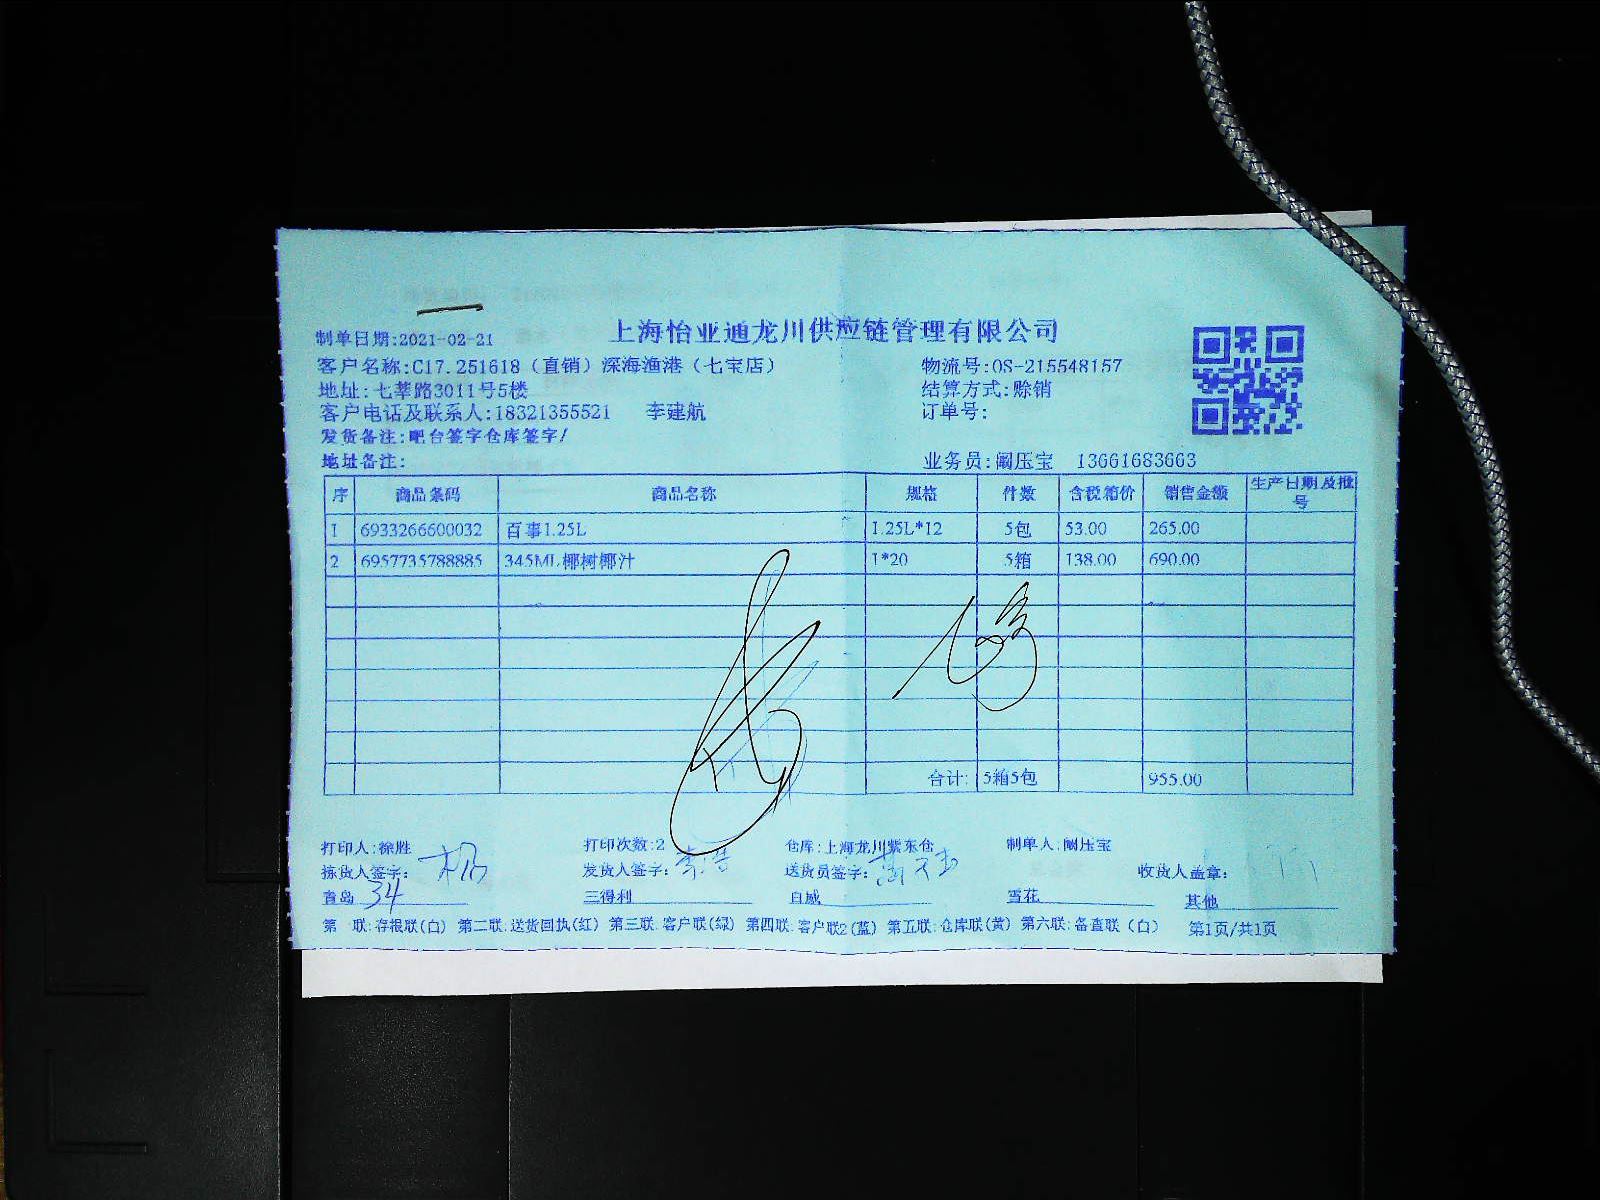 上海怡亚通龙川供应链管理有限公司
制单日期:2021-02-21
客户名称:C17.251618（直销）深海渔港（七宝店） 物流号:OS-215548157
地址:七莘路3011号5楼 结算方式:赊销
客户电话及联系人:18321355521 李建航 订单号:
发货备注:吧台签字仓库签字/
地址备注: 业务员:阚压宝 13661683663
序 商品条码 商品名称 规格 件数 含税箱价 销售金额 生产日期及批号
1 6933266600032 百事1.25L 1.25L*12 5包 53.00 265.00
2 6957735788885 345ML椰树椰汁 1*20 5箱 138.00 690.00
合计: 5箱5包 955.00
打印人:徐胜 打印次数:2 仓库:上海龙川紫东仓 制单人:阚压宝
拣货人签字: 发货人签字: 送货员签字: 收货人盖章:
青岛 34 三得利 百威 雪花 其他
第一联:存根联(白) 第二联:送货回执(红) 第三联:客户联(绿) 第四联:客户联2(蓝) 第五联:仓库联(黄) 第六联:备查联（白） 第1页/共1页